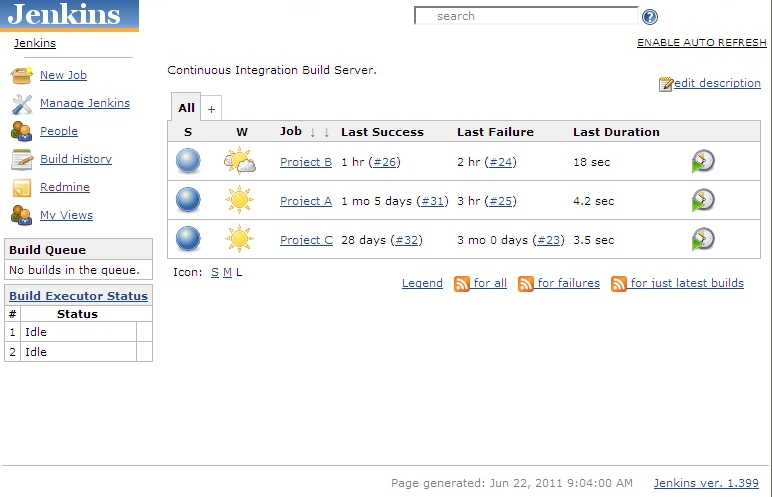 Jenkins
search
Jenkins
ENABLE AUTO REFRESH
New Job
Manage Jenkins
People
Build History
Redmine
My Views
Build Queue
No builds in the queue.
Build Executor Status
# Status
1 Idle
2 Idle
Continuous Integration Build Server.
edit description
All +
S W Job ↓ ↓ Last Success Last Failure Last Duration
Project B 1 hr (#26) 2 hr (#24) 18 sec
Project A 1 mo 5 days (#31) 3 hr (#25) 4.2 sec
Project C 28 days (#32) 3 mo 0 days (#23) 3.5 sec
Icon: S M L
Legend for all for failures for just latest builds
Page generated: Jun 22, 2011 9:04:00 AM Jenkins ver. 1.399